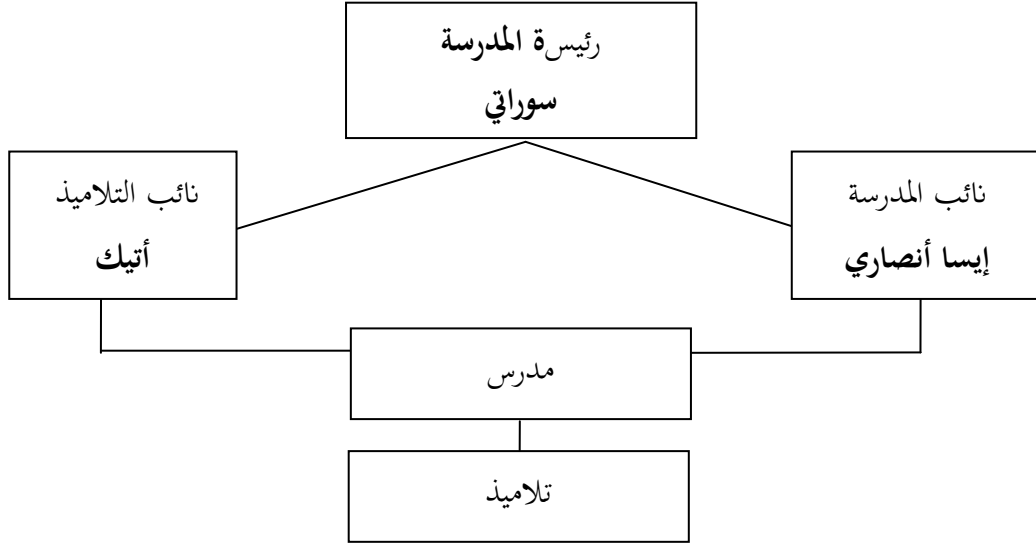 رئيسة المدرسة
سوراتي
نائب المدرسة
إيسا أنصاري
نائب التلاميذ
أتيك
مدرس
تلاميذ